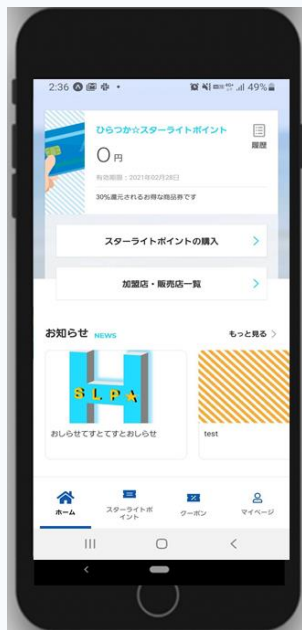 2:36
49%
ひらつか☆スターライトポイント
0 円
履歴
有効期限：2021年02月28日
30%還元されるお得な商品券です
スターライトポイントの購入
加盟店・販売店一覧
お知らせ NEWS
もっと見る
SLPA
おしらせてすとてすとおしらせ
test
ホーム
スターライトポ
イント
クーポン
マイページ